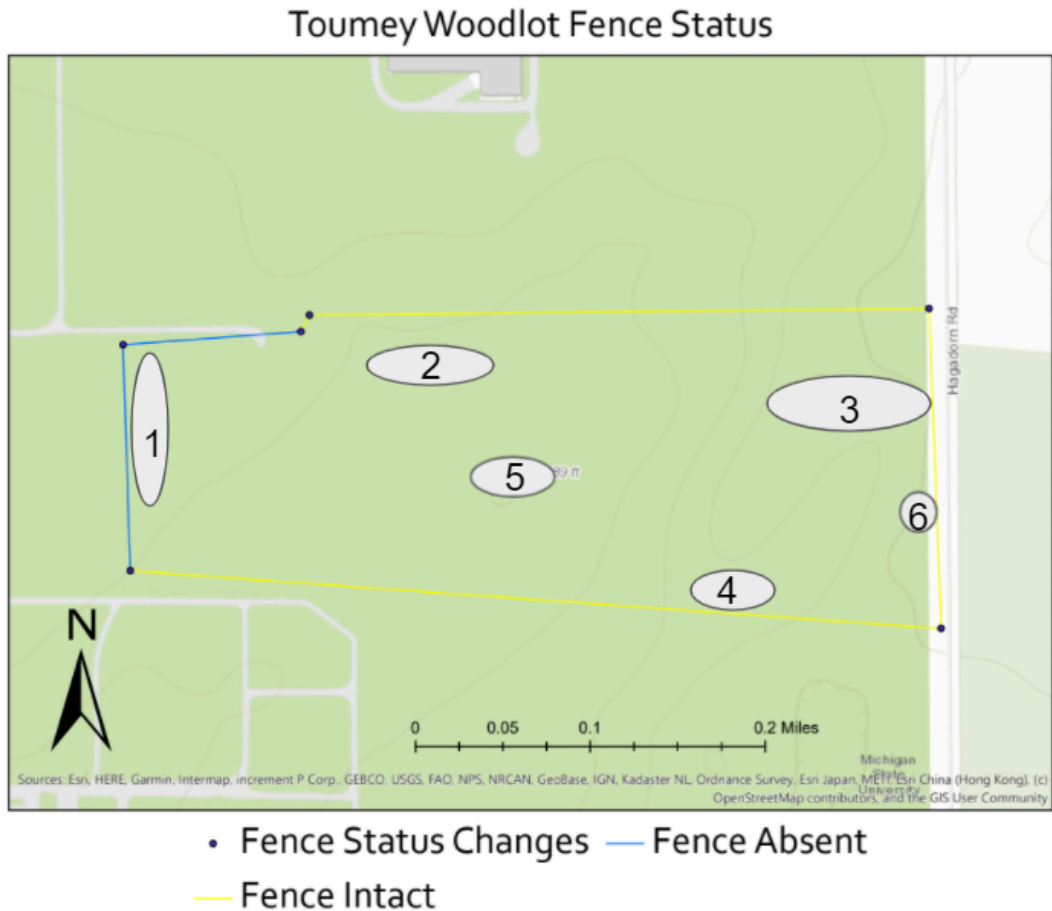 Toumey Woodlot Fence Status
Hagadorn Rd
2
3
1
5
89 ft
6
4
N
0 0.05 0.1 0.2 Miles
Michigan
State
University
Sources: Esri, HERE, Garmin, Intermap, increment P Corp., GEBCO, USGS, FAO, NPS, NRCAN, GeoBase, IGN, Kadaster NL, Ordnance Survey, Esri Japan, METI, Esri China (Hong Kong), (c)
OpenStreetMap contributors, and the GIS User Community
Fence Status Changes Fence Absent
Fence Intact